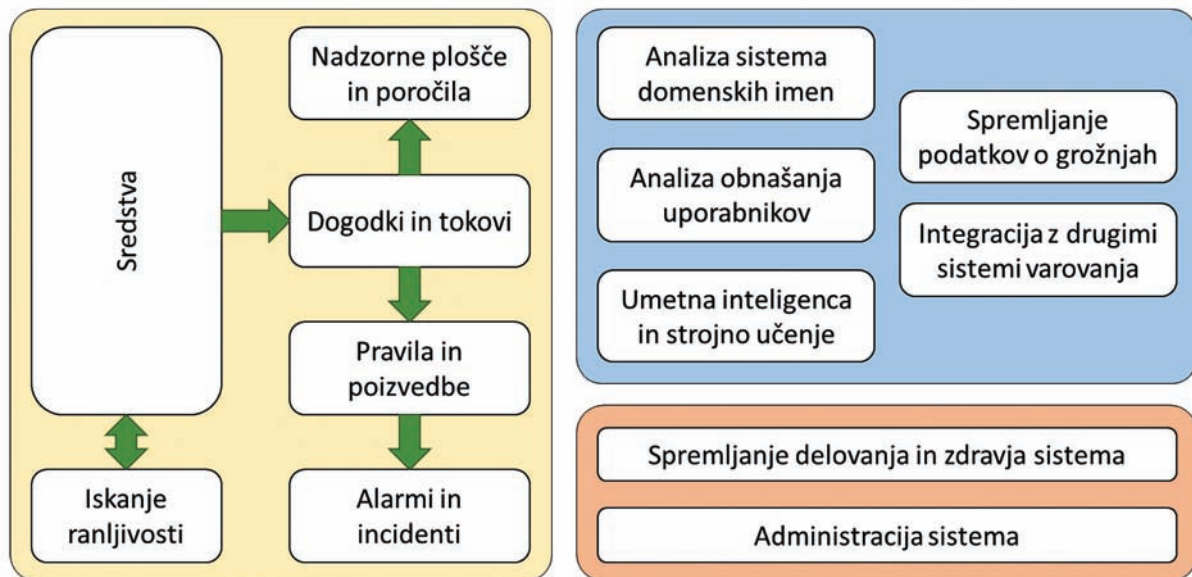 Sredstva
Nadzorne plošče
in poročila
Dogodki in tokovi
Pravila in
poizvedbe
Iskanje
ranljivosti
Alarmi in
incidenti
Analiza sistema
domenskih imen
Analiza obnašanja
uporabnikov
Umetna inteligenca
in strojno učenje
Spremljanje
podatkov o grožnjah
Integracija z drugimi
sistemi varovanja
Spremljanje delovanja in zdravja sistema
Administracija sistema